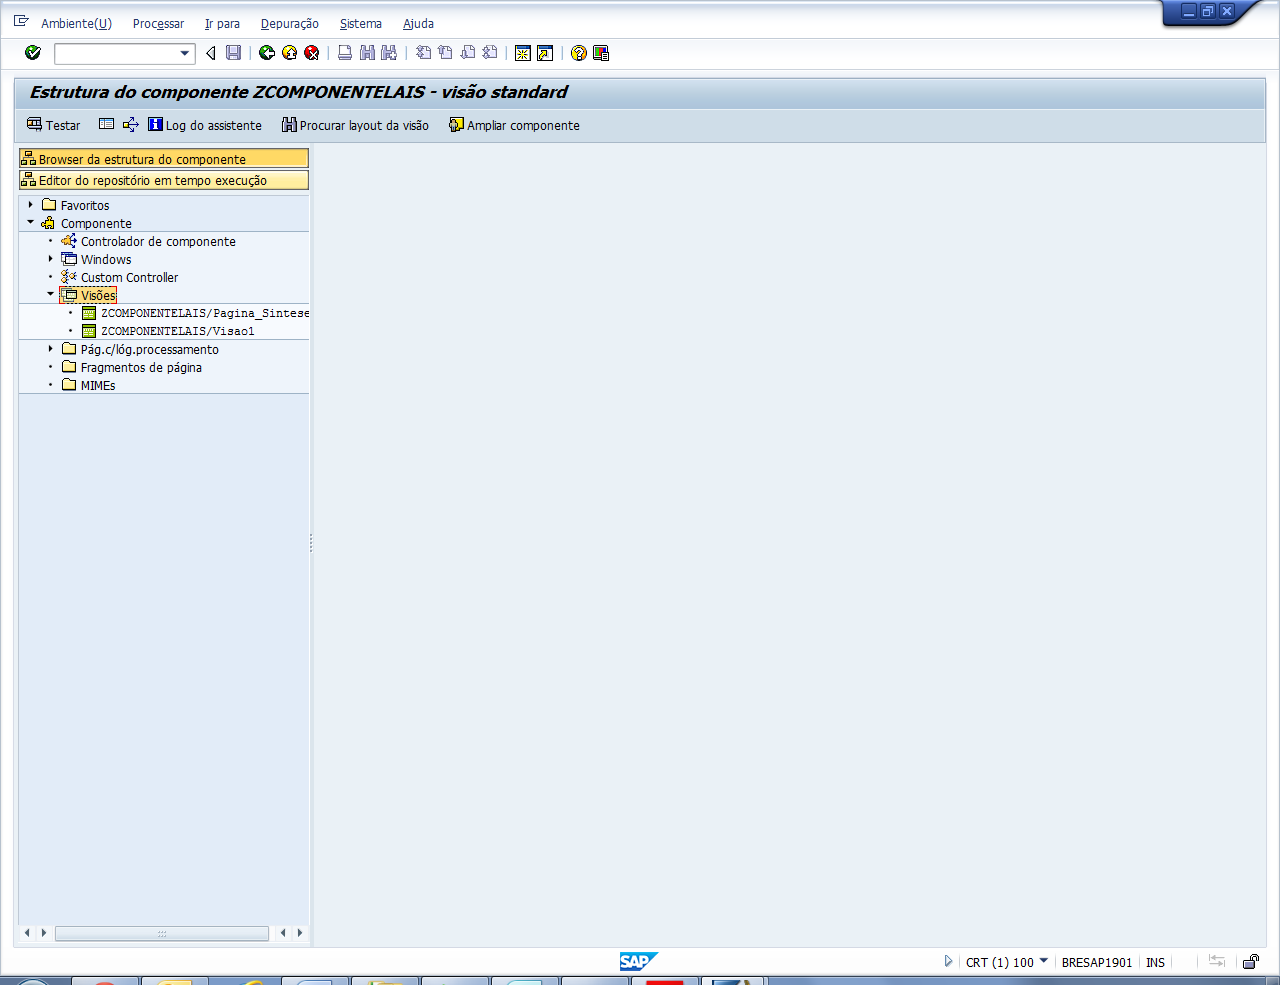 Ambiente(U) Processar Ir para Depuração Sistema Ajuda
Estrutura do componente ZCOMPONENTELAIS - visão standard
Testar Log do assistente Procurar layout da visão Ampliar componente
Browser da estrutura do componente
Editor do repositório em tempo execução
Favoritos
Componente
Controlador de componente
Windows
Custom Controller
Visões
ZCOMPONENTELAIS/Pagina_Sintese
ZCOMPONENTELAIS/Visao1
Pág.c/lóg.processamento
Fragmentos de página
MIMEs
SAP
CRT (1) 100 BRESAP1901 INS